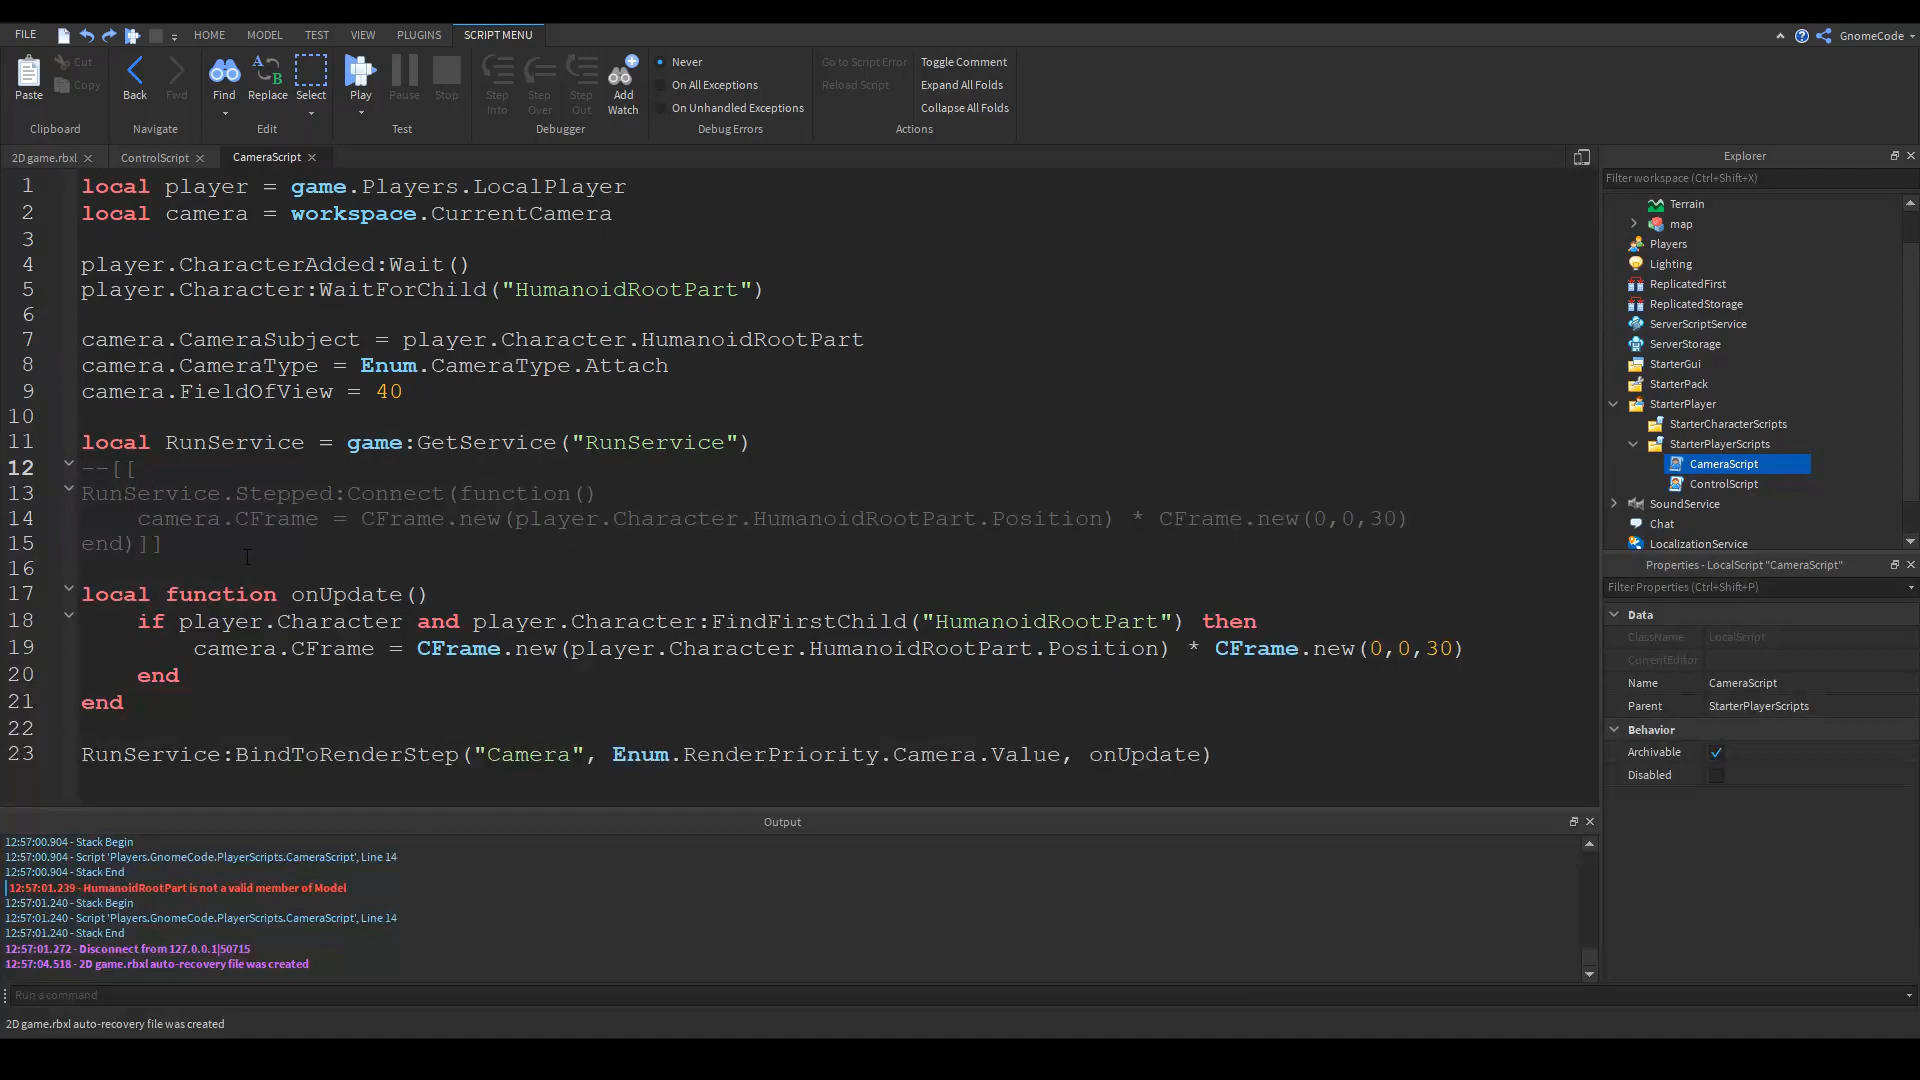 FILE HOME MODEL TEST VIEW PLUGINS SCRIPT MENU GnomeCode
Paste Cut Copy Back Fwd Find Replace Select Play Pause Stop Step Into Step Over Step Out Add Watch
Never
On All Exceptions
On Unhandled Exceptions
Go to Script Error
Reload Script
Toggle Comment
Expand All Folds
Collapse All Folds
Clipboard Navigate Edit Test Debugger Debug Errors Actions
2D game.rbxl ControlScript CameraScript
1 local player = game.Players.LocalPlayer
2 local camera = workspace.CurrentCamera
3
4 player.CharacterAdded:Wait()
5 player.Character:WaitForChild("HumanoidRootPart")
6
7 camera.CameraSubject = player.Character.HumanoidRootPart
8 camera.CameraType = Enum.CameraType.Attach
9 camera.FieldOfView = 40
10
11 local RunService = game:GetService("RunService")
12 --[[
13 RunService.Stepped:Connect(function()
14 camera.CFrame = CFrame.new(player.Character.HumanoidRootPart.Position) * CFrame.new(0,0,30)
15 end)]]
16
17 local function onUpdate()
18 if player.Character and player.Character:FindFirstChild("HumanoidRootPart") then
19 camera.CFrame = CFrame.new(player.Character.HumanoidRootPart.Position) * CFrame.new(0,0,30)
20 end
21 end
22
23 RunService:BindToRenderStep("Camera", Enum.RenderPriority.Camera.Value, onUpdate)
Output
12:57:00.904 - Stack Begin
12:57:00.904 - Script 'Players.GnomeCode.PlayerScripts.CameraScript', Line 14
12:57:00.904 - Stack End
12:57:01.239 - HumanoidRootPart is not a valid member of Model
12:57:01.240 - Stack Begin
12:57:01.240 - Script 'Players.GnomeCode.PlayerScripts.CameraScript', Line 14
12:57:01.240 - Stack End
12:57:01.272 - Disconnect from 127.0.0.1|50715
12:57:04.518 - 2D game.rbxl auto-recovery file was created
Run a command
2D game.rbxl auto-recovery file was created
Explorer
Filter workspace (Ctrl+Shift+X)
Terrain
map
Players
Lighting
ReplicatedFirst
ReplicatedStorage
ServerScriptService
ServerStorage
StarterGui
StarterPack
StarterPlayer
StarterCharacterScripts
StarterPlayerScripts
CameraScript
ControlScript
SoundService
Chat
LocalizationService
Properties - LocalScript "CameraScript"
Filter Properties (Ctrl+Shift+P)
Data
ClassName LocalScript
CurrentEditor
Name CameraScript
Parent StarterPlayerScripts
Behavior
Archivable
Disabled